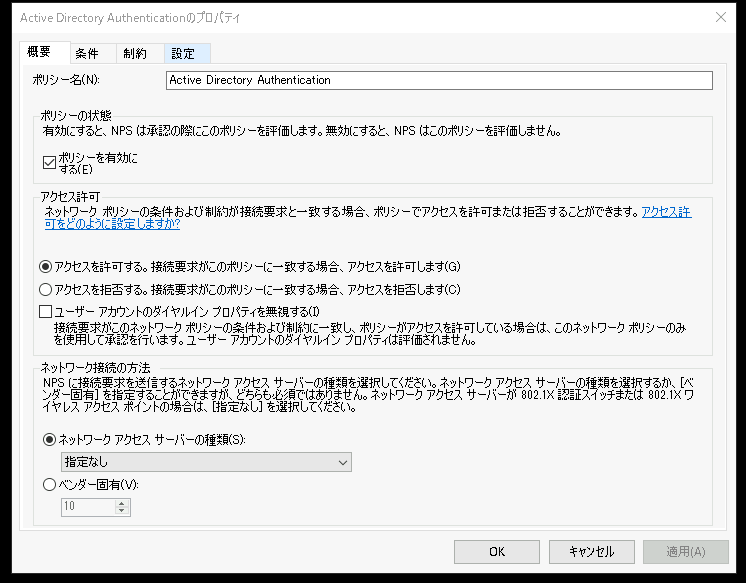 Active Directory Authenticationのプロパティ
概要 条件 制約 設定
ポリシー名(N): Active Directory Authentication
ポリシーの状態
有効にすると、NPS は承認の際にこのポリシーを評価します。無効にすると、NPS はこのポリシーを評価しません。
ポリシーを有効に
する(E)
アクセス許可
ネットワーク ポリシーの条件および制約が接続要求と一致する場合、ポリシーでアクセスを許可または拒否することができます。アクセス許
可をどのように設定しますか?
アクセスを許可する。接続要求がこのポリシーに一致する場合、アクセスを許可します(G)
アクセスを拒否する。接続要求がこのポリシーに一致する場合、アクセスを拒否します(C)
ユーザー アカウントのダイヤルイン プロパティを無視する(I)
接続要求がこのネットワーク ポリシーの条件および制約に一致し、ポリシーがアクセスを許可している場合は、このネットワーク ポリシーのみ
を使用して承認を行います。ユーザー アカウントのダイヤルイン プロパティは評価されません。
ネットワーク接続の方法
NPS に接続要求を送信するネットワーク アクセス サーバーの種類を選択してください。ネットワーク アクセス サーバーの種類を選択するか、[ベ
ンダー固有] を指定することができますが、どちらも必須ではありません。ネットワーク アクセス サーバーが 802.1X 認証スイッチまたは 802.1X ワ
イヤレス アクセス ポイントの場合は、[指定なし] を選択してください。
ネットワーク アクセス サーバーの種類(S):
指定なし
ベンダー固有(V):
10
OK キャンセル 適用(A)